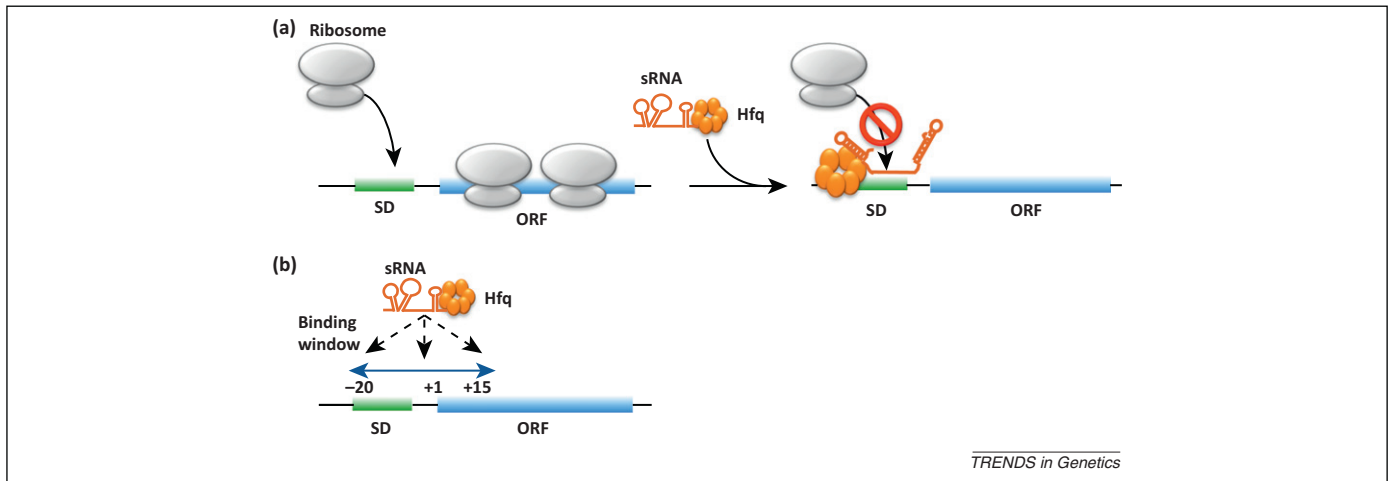 (a)
Ribosome
sRNA
Hfq
SD
ORF
SD
ORF
(b)
sRNA
Hfq
Binding
window
–20
+1
+15
SD
ORF
TRENDS in Genetics